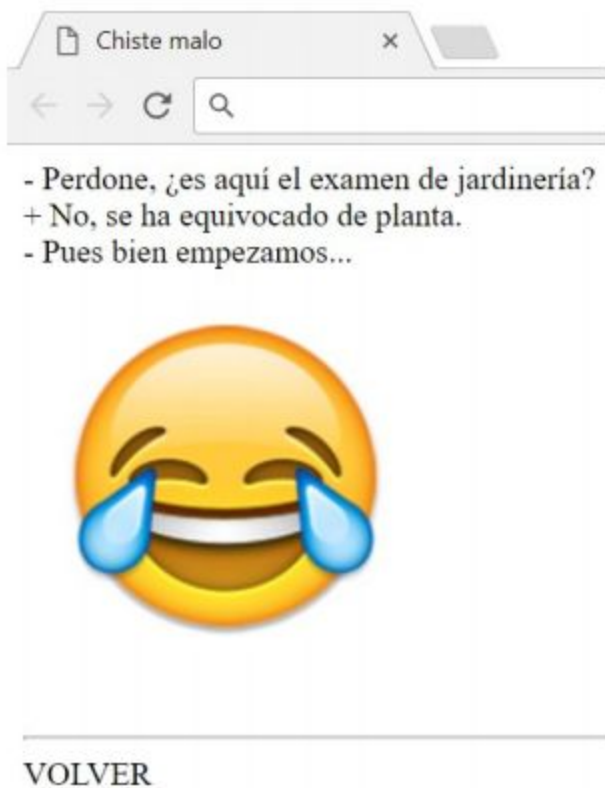 Chiste malo
- Perdone, ¿es aquí el examen de jardinería?
+ No, se ha equivocado de planta.
- Pues bien empezamos...
VOLVER